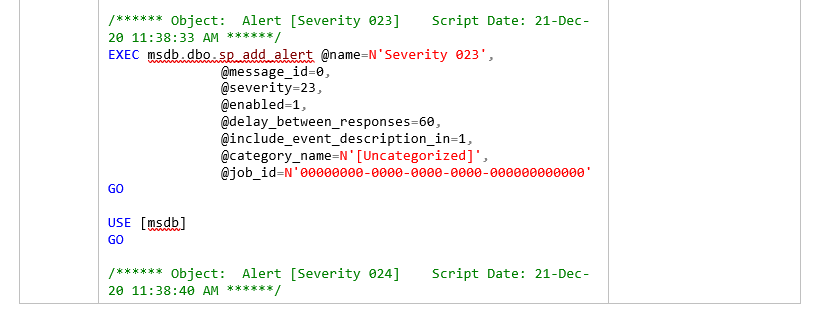 /****** Object:  Alert [Severity 023]    Script Date: 21-Dec-
20 11:38:33 AM ******/
EXEC msdb.dbo.sp_add_alert @name=N'Severity 023',
@message_id=0,
@severity=23,
@enabled=1,
@delay_between_responses=60,
@include_event_description_in=1,
@category_name=N'[Uncategorized]',
@job_id=N'00000000-0000-0000-0000-000000000000'
GO
USE [msdb]
GO
/****** Object:  Alert [Severity 024]    Script Date: 21-Dec-
20 11:38:40 AM ******/